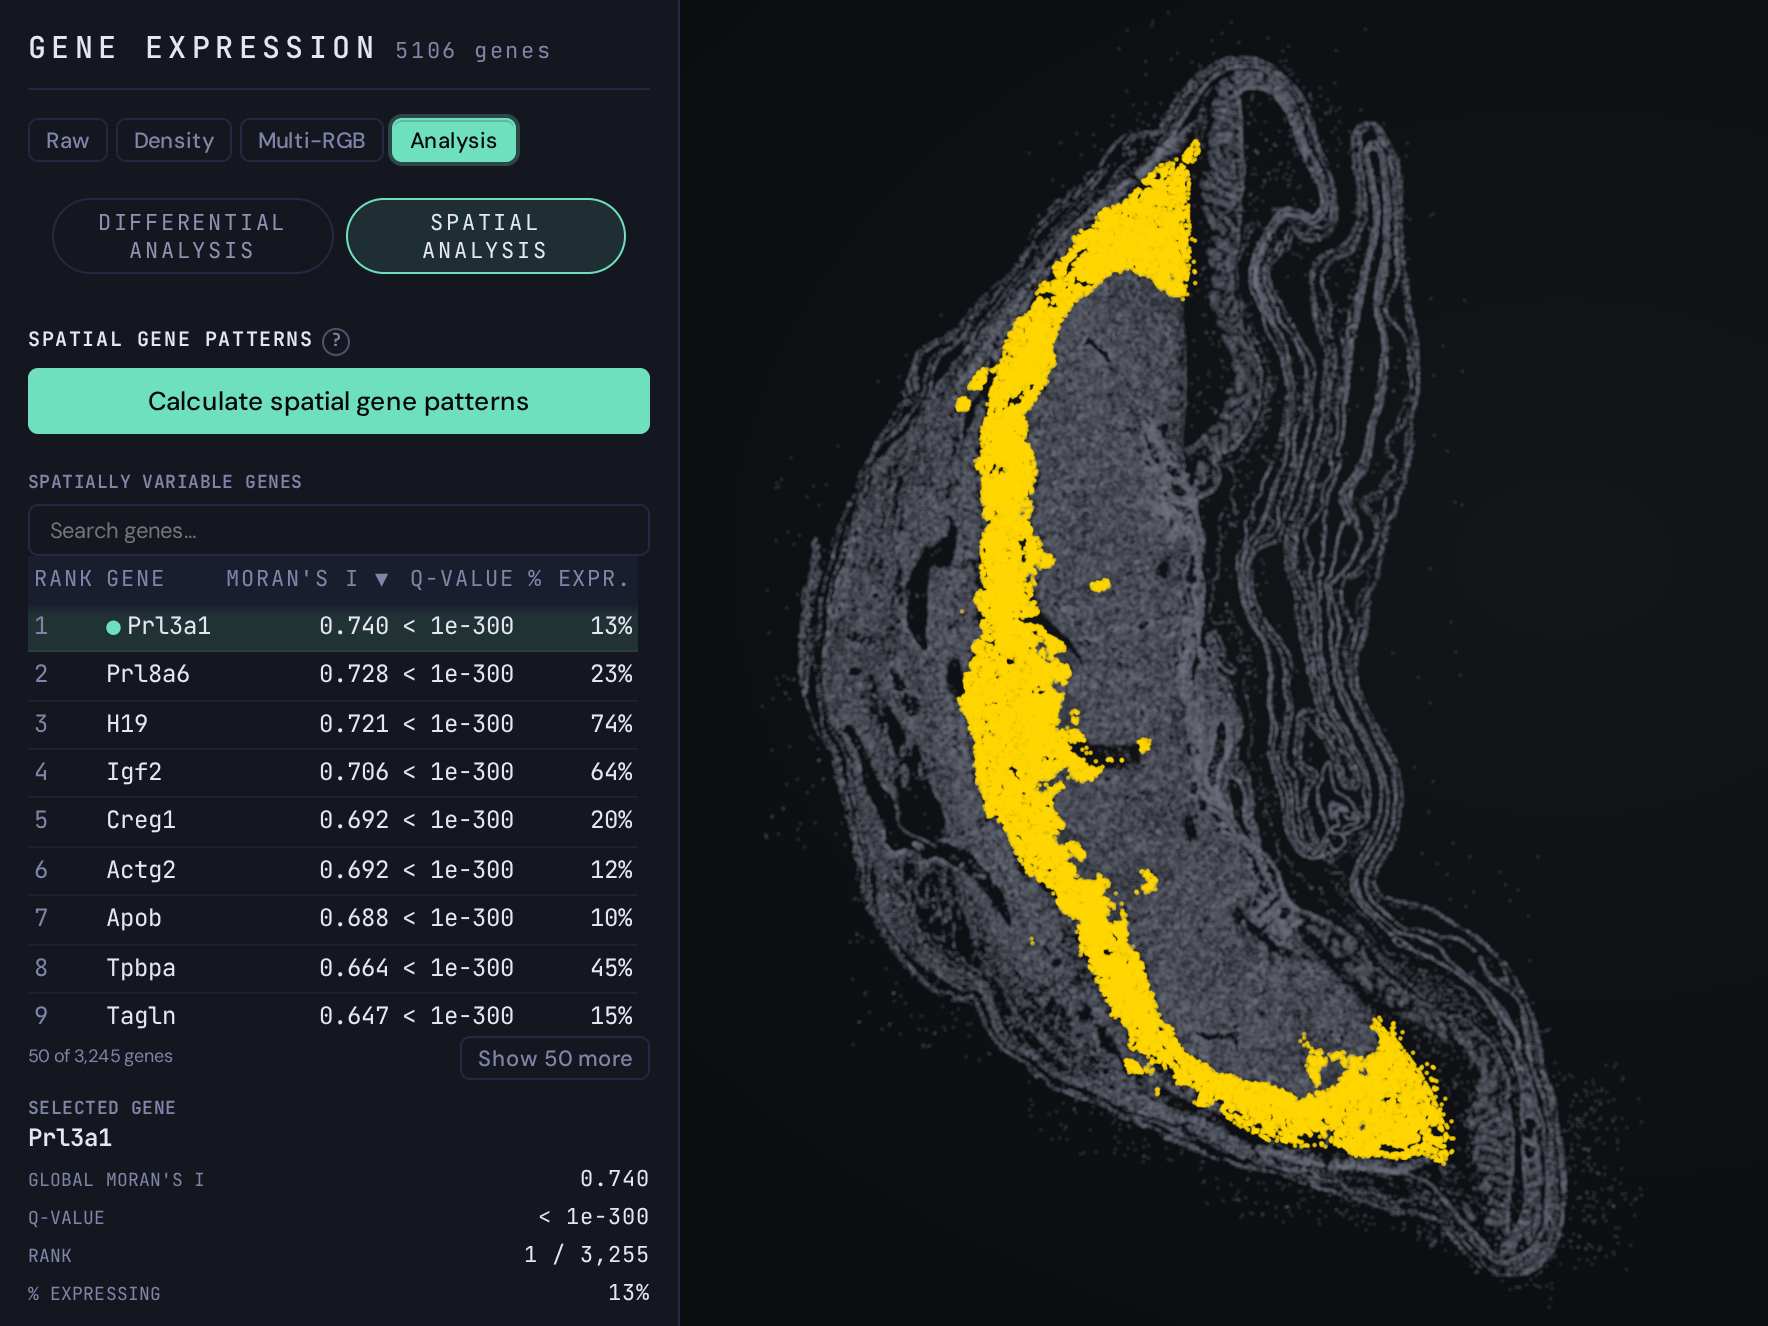 GENE EXPRESSION 5106 genes
Raw Density Multi-RGB Analysis
DIFFERENTIAL ANALYSIS
SPATIAL ANALYSIS
SPATIAL GENE PATTERNS ?
Calculate spatial gene patterns
SPATIALLY VARIABLE GENES
Search genes...
RANK GENE MORAN'S I ▼ Q-VALUE % EXPR.
1 Prl3a1 0.740 < 1e-300 13%
2 Prl8a6 0.728 < 1e-300 23%
3 H19 0.721 < 1e-300 74%
4 Igf2 0.706 < 1e-300 64%
5 Creg1 0.692 < 1e-300 20%
6 Actg2 0.692 < 1e-300 12%
7 Apob 0.688 < 1e-300 10%
8 Tpbpa 0.664 < 1e-300 45%
9 Tagln 0.647 < 1e-300 15%
50 of 3,245 genes Show 50 more
SELECTED GENE
Prl3a1
GLOBAL MORAN'S I 0.740
Q-VALUE < 1e-300
RANK 1 / 3,255
% EXPRESSING 13%